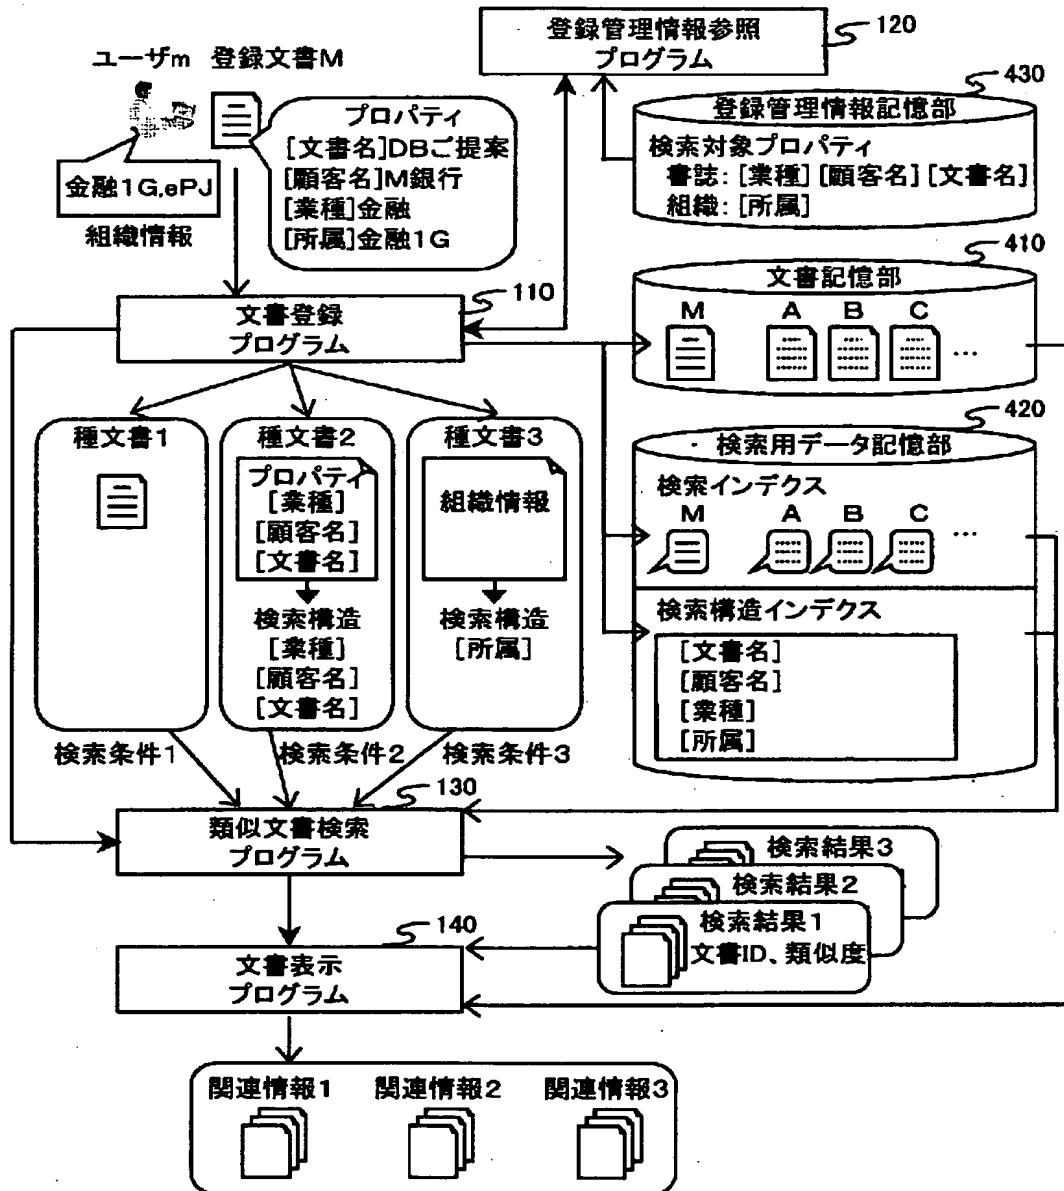 ユーザm 登録文書M
プロパティ
[文書名]DBご提案
[顧客名]M銀行
[業種]金融
[所属]金融1G
金融1G,ePJ
組織情報
登録管理情報参照
プログラム
120
430
登録管理情報記憶部
検索対象プロパティ
書誌:[業種][顧客名][文書名]
組織:[所属]
410
文書記憶部
M A B C …
110
文書登録
プログラム
種文書1
種文書2
プロパティ
[業種]
[顧客名]
[文書名]
検索構造
[業種]
[顧客名]
[文書名]
種文書3
組織情報
検索構造
[所属]
420
検索用データ記憶部
検索インデクス
M A B C …
検索構造インデクス
[文書名]
[顧客名]
[業種]
[所属]
検索条件1
検索条件2
検索条件3
130
類似文書検索
プログラム
検索結果3
検索結果2
検索結果1
文書ID、類似度
140
文書表示
プログラム
関連情報1 関連情報2 関連情報3